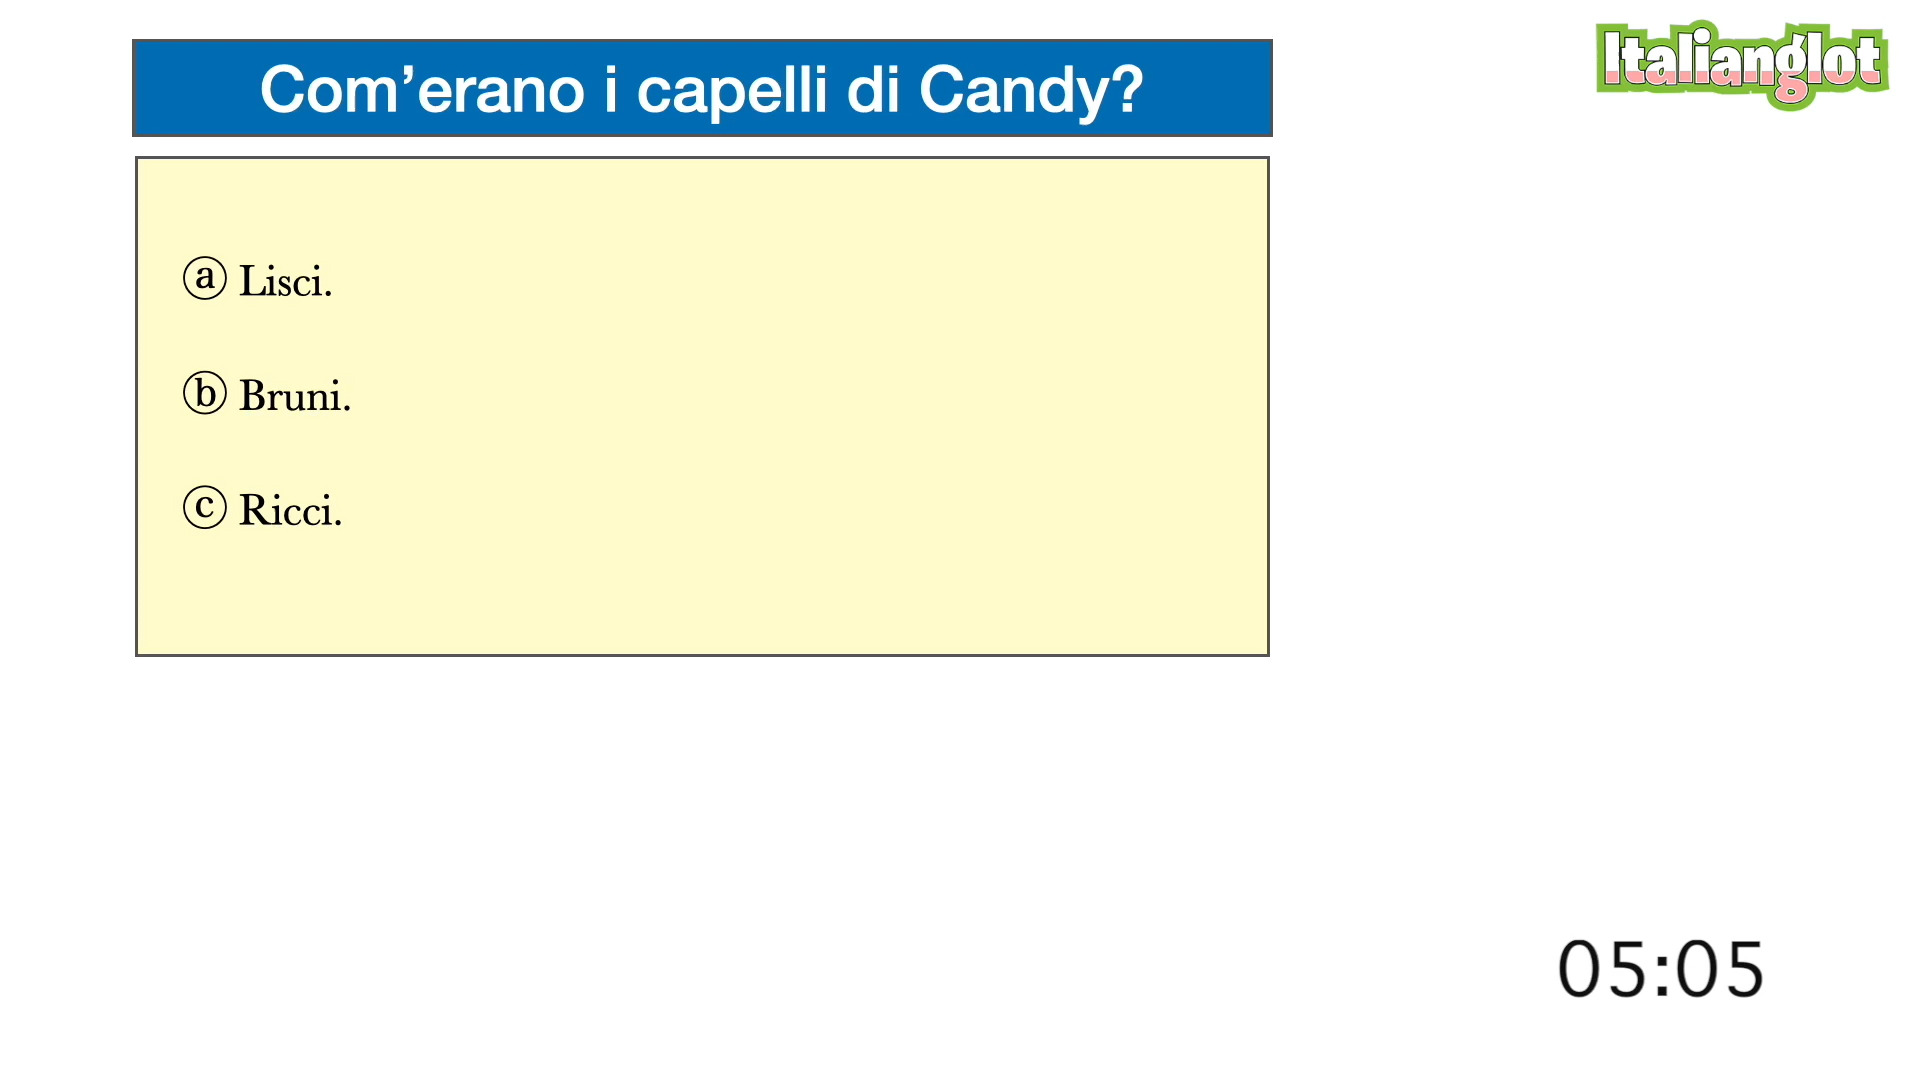 Italianglot
Com’erano i capelli di Candy?
ⓐ Lisci.
ⓑ Bruni.
ⓒ Ricci.
05:05